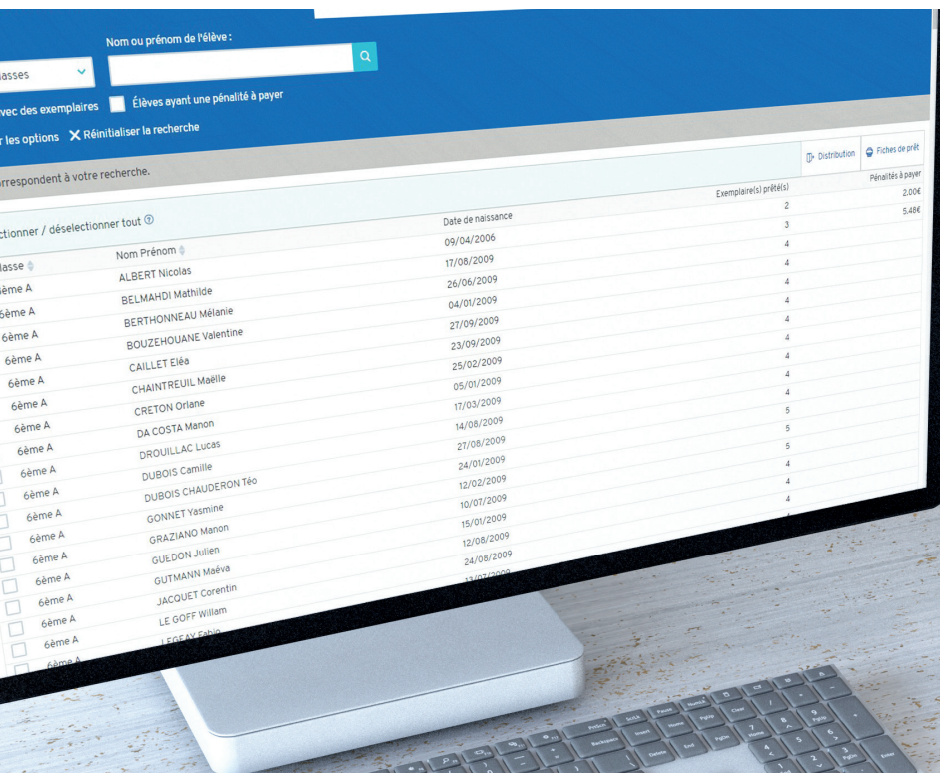 Nom ou prénom de l'élève :
asses
vec des exemplaires Élèves ayant une pénalité à payer
r les options Réinitialiser la recherche
rrespondent à votre recherche.
Distribution Fiches de prêt
ctionner / déselectionner tout
lasse Nom Prénom Date de naissance Exemplaire(s) prêté(s) Pénalités à payer
6ème A ALBERT Nicolas 09/04/2006 2 2.00€
6ème A BELMAHDI Mathilde 17/08/2009 3 5.48€
6ème A BERTHONNEAU Mélanie 26/06/2009 4
6ème A BOUZEHOUANE Valentine 04/01/2009 4
6ème A CAILLET Eléa 27/09/2009 4
6ème A CHAINTREUIL Maëlle 23/09/2009 4
6ème A CRETON Orlane 25/02/2009 4
6ème A DA COSTA Manon 05/01/2009 4
6ème A DROUILLAC Lucas 17/03/2009 4
6ème A DUBOIS Camille 14/08/2009 4
6ème A DUBOIS CHAUDERON Téo 27/08/2009 4
6ème A GONNET Yasmine 24/01/2009 5
6ème A GRAZIANO Manon 12/02/2009 5
6ème A GUEDON Julien 10/07/2009 5
6ème A GUTMANN Maéva 15/01/2009 4
6ème A JACQUET Corentin 12/08/2009 4
6ème A LE GOFF Willam 24/08/2009 4
6ème A LEGEAY Fabio 13/07/2009 4